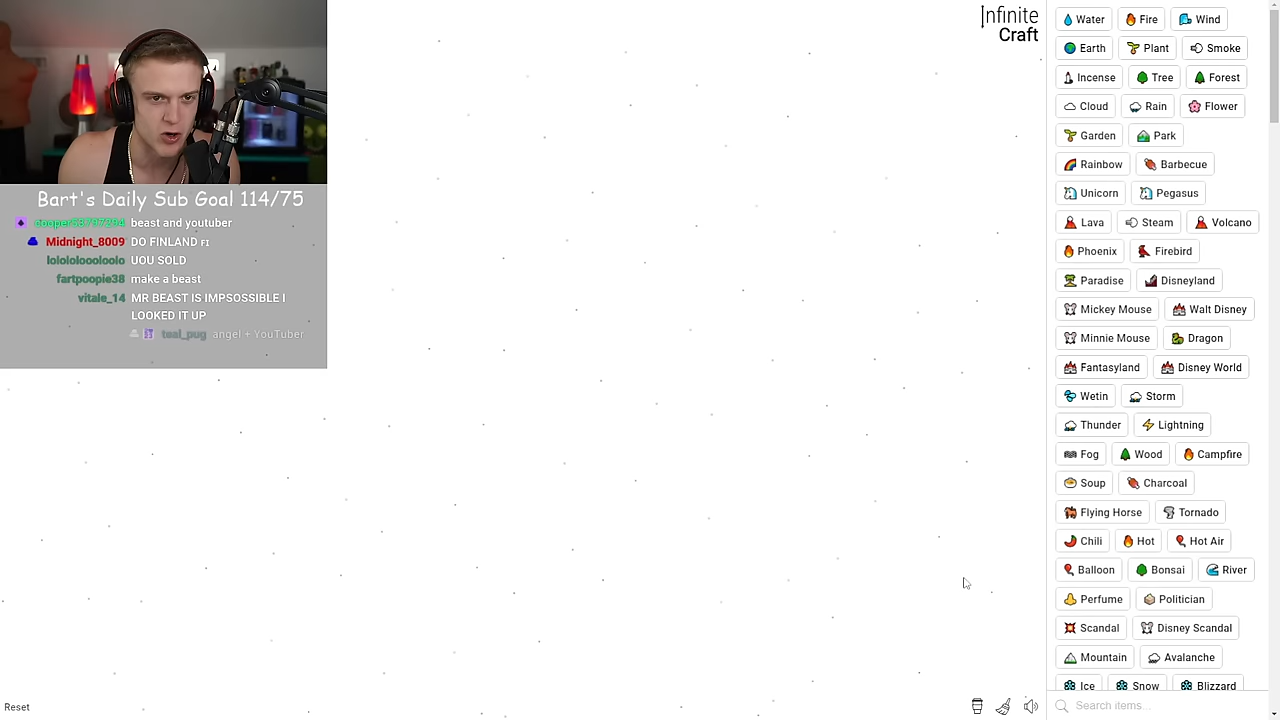 Infinite
Craft
Bart's Daily Sub Goal 114/75
beast and youtuber
Midnight_8009 DO FINLAND FI
UOU SOLD
fartpoopie38 make a beast
vitale_14 MR BEAST IS IMPSOSSIBLE I
LOOKED IT UP
teal_pug angel + YouTuber
Water Fire Wind
Earth Plant Smoke
Incense Tree Forest
Cloud Rain Flower
Garden Park
Rainbow Barbecue
Unicorn Pegasus
Lava Steam Volcano
Phoenix Firebird
Paradise Disneyland
Mickey Mouse Walt Disney
Minnie Mouse Dragon
Fantasyland Disney World
Wetin Storm
Thunder Lightning
Fog Wood Campfire
Soup Charcoal
Flying Horse Tornado
Chili Hot Hot Air
Balloon Bonsai River
Perfume Politician
Scandal Disney Scandal
Mountain Avalanche
Ice Snow Blizzard
Search items...
Reset